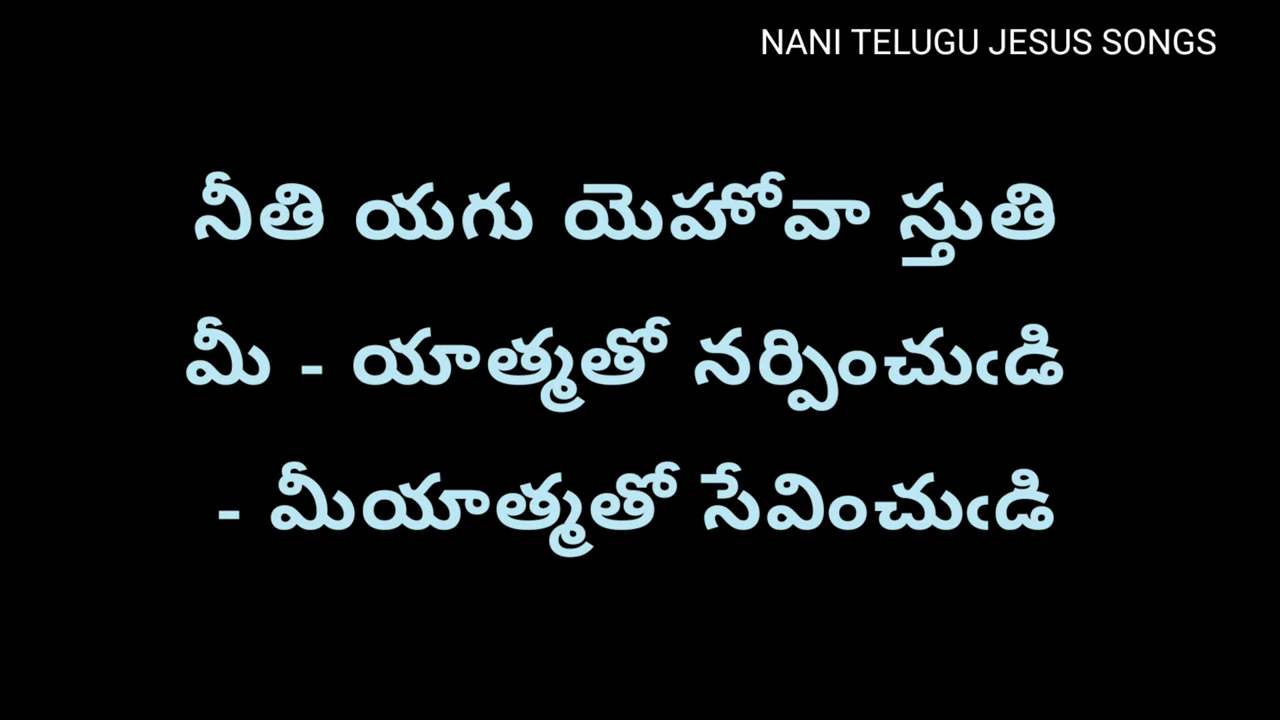 NANI TELUGU JESUS SONGS
నీతి యగు యెహోవా స్తుతి
మీ - యాత్మతో నర్పించుఁడి
- మీయాత్మతో సేవించుఁడి